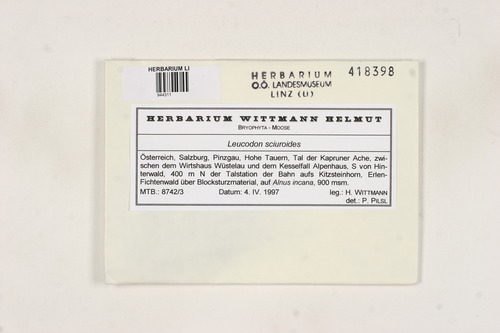 HERBARIUM LI
944311
HERBARIUM
O.Ö. LANDESMUSEUM
LINZ (LI)
418398
HERBARIUM WITTMANN HELMUT
BRYOPHYTA - MOOSE
Leucodon sciuroides
Österreich, Salzburg, Pinzgau, Hohe Tauern, Tal der Kapruner Ache, zwi-
schen dem Wirtshaus Wüstelau und dem Kesselfall Alpenhaus, S von Hin-
terwald, 400 m N der Talstation der Bahn aufs Kitzsteinhorn, Erlen-
Fichtenwald über Blocksturzmaterial, auf Alnus incana, 900 msm.
MTB.: 8742/3 Datum: 4. IV. 1997 leg.: H. WITTMANN
det.: P. PILSL